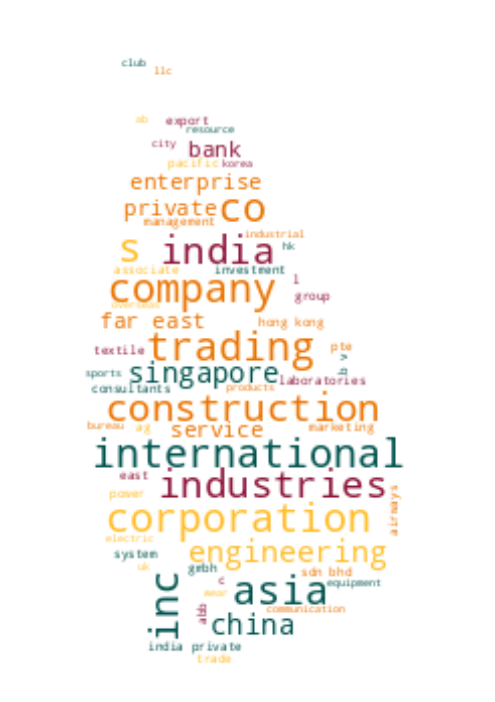 club
llc
ab export
resource
city bank
pacific korea
enterprise
private co
management
industrial
s india hk
associate investment
company l
group
overseas
far east hong kong
trading
textile pte
singapore b v
sports laboratories
consultants products
construction
bureau ag service marketing
international
east industries
power
corporation airways
electric
system engineering
uk gmbh sdn bhd
c asia equipment
wear
inc abb communication
china
india private
trade